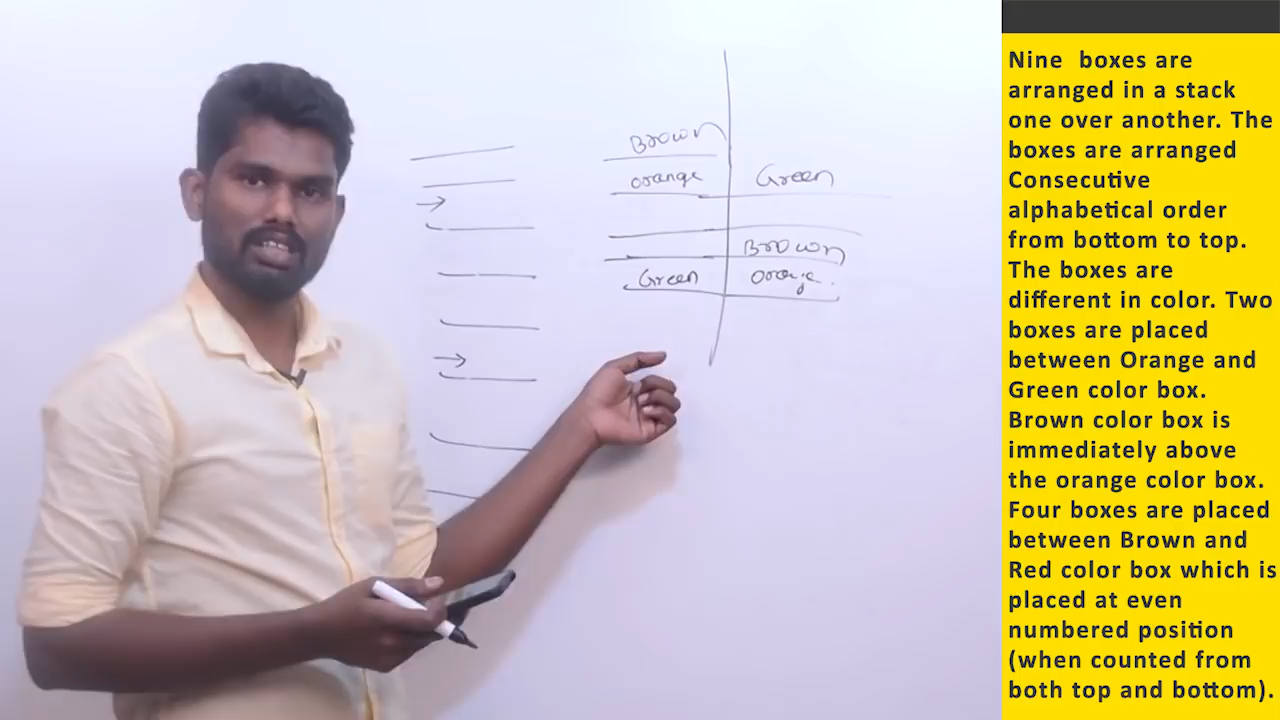 Brown
orange
Green
Brown
Green
orange.
Nine boxes are
arranged in a stack
one over another. The
boxes are arranged
Consecutive
alphabetical order
from bottom to top.
The boxes are
different in color. Two
boxes are placed
between Orange and
Green color box.
Brown color box is
immediately above
the orange color box.
Four boxes are placed
between Brown and
Red color box which is
placed at even
numbered position
(when counted from
both top and bottom).